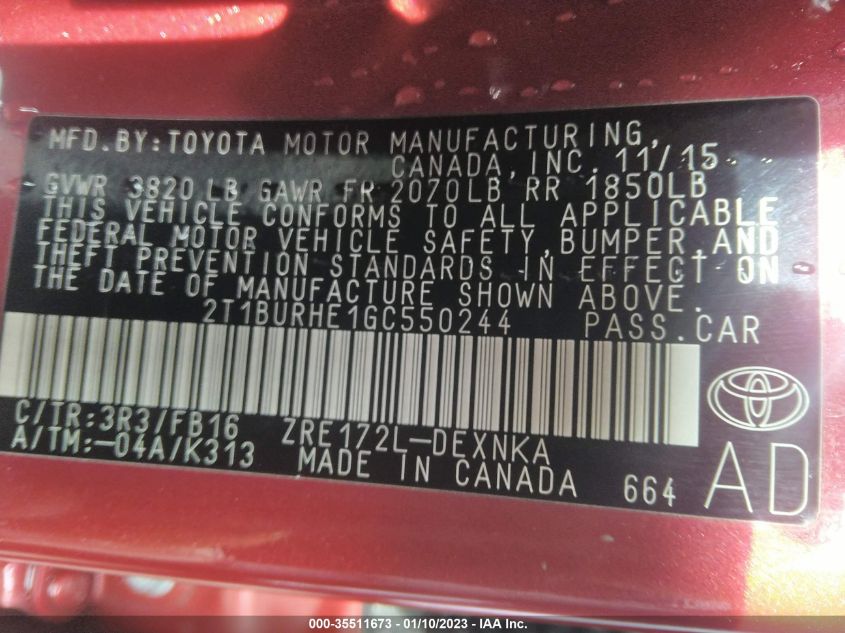 MFD.BY:TOYOTA MOTOR MANUFACTURING,
CANADA, INC. 11/15
GVWR 3820 LB GAWR FR 2070LB RR 1850LB
THIS VEHICLE CONFORMS TO ALL APPLICABLE
FEDERAL MOTOR VEHICLE SAFETY,BUMPER,AND
THEFT PREVENTION STANDARDS IN EFFECT ON
THE DATE OF MANUFACTURE SHOWN ABOVE.
2T1BURHE1GC550244 PASS.CAR
C/TR:3R3/FB16 ZRE172L-DEXNKA
A/TM:-04A/K313 MADE IN CANADA 664 AD
000-35511673 — 01/10/2023 — IAA Inc.